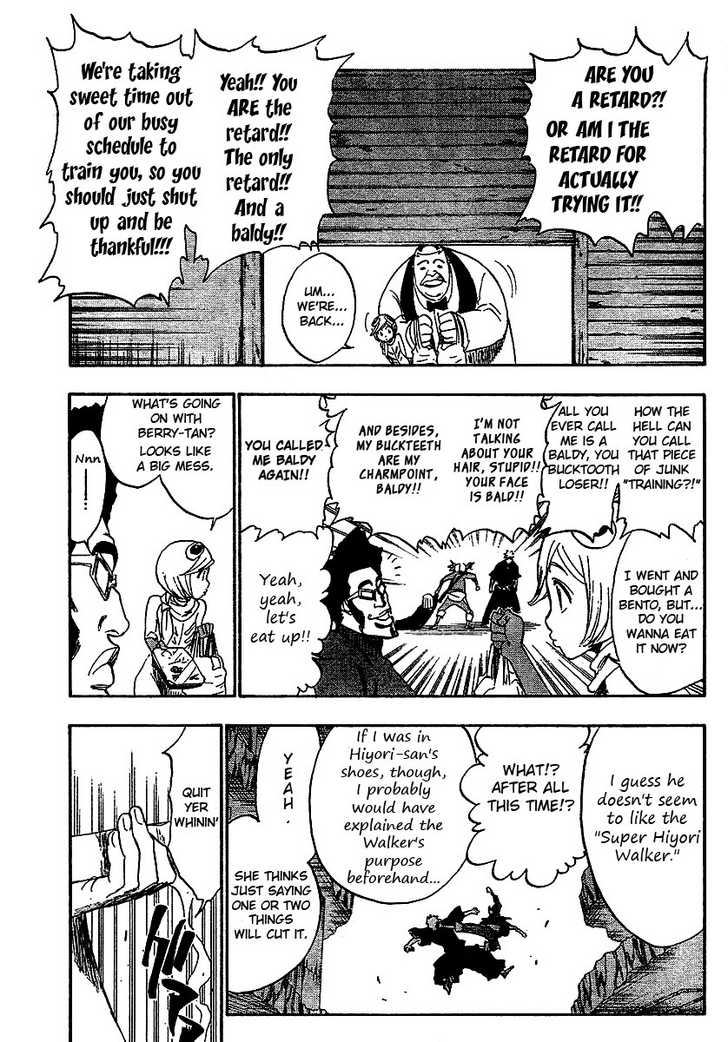 ARE YOU
A RETARD?!
OR AM I THE
RETARD FOR
ACTUALLY
TRYING IT!!
Yeah!! You
ARE the
retard!!
The only
retard!!
And a
baldy!!
We're taking
sweet time out
of our busy
schedule to
train you, so you
should just shut
up and be
thankful!!!
UM...
WE'RE...
BACK...
HOW THE
HELL CAN
YOU CALL
THAT PIECE
OF JUNK
"TRAINING?!"
ALL YOU
EVER CALL
ME IS A
BALDY, YOU
BUCKTOOTH
LOSER!!
I'M NOT
TALKING
ABOUT YOUR
HAIR, STUPID!!
YOUR FACE
IS BALD!!
AND BESIDES,
MY BUCKTEETH
ARE MY
CHARMPOINT,
BALDY!!
YOU CALLED
ME BALDY
AGAIN!!
I WENT AND
BOUGHT A
BENTO, BUT...
DO YOU
WANNA EAT
IT NOW?
Yeah,
yeah,
let's
eat up!!
WHAT'S GOING
ON WITH
BERRY-TAN?
LOOKS LIKE
A BIG MESS.
Nnn
I guess he
doesn't seem
to like the
"Super Hiyori
Walker."
WHAT!?
AFTER ALL
THIS TIME!?
If I was in
Hiyori-san's
shoes, though,
I probably
would have
explained the
Walker's
purpose
beforehand...
YEAH.
SHE THINKS
JUST SAYING
ONE OR TWO
THINGS
WILL CUT IT.
QUIT
YER
WHININ'